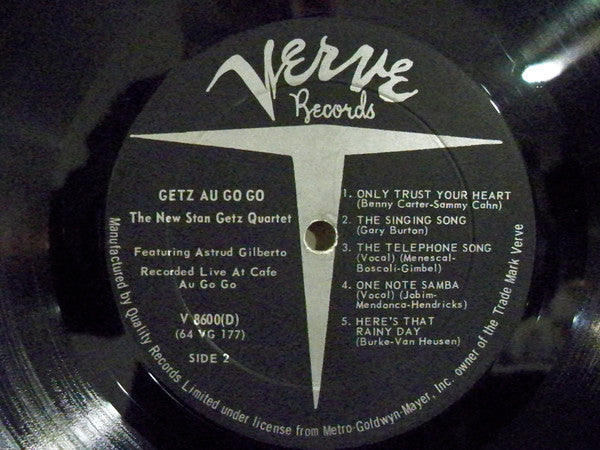 Verve
Records
GETZ AU GO GO
The New Stan Getz Quartet
Featuring Astrud Gilberto
Recorded Live At Cafe
Au Go Go
V 8600(D)
(64 VG 177)
SIDE 2
1. ONLY TRUST YOUR HEART
(Benny Carter-Sammy Cahn)
2. THE SINGING SONG
(Gary Burton)
3. THE TELEPHONE SONG
(Vocal) (Menescal-
Boscoli-Gimbel)
4. ONE NOTE SAMBA
(Vocal) (Jobim-
Mendonca-Hendricks)
5. HERE'S THAT
RAINY DAY
(Burke-Van Heusen)
Manufactured by Quality Records Limited under license from Metro-Goldwyn-Mayer, Inc. owner of the Trade Mark Verve